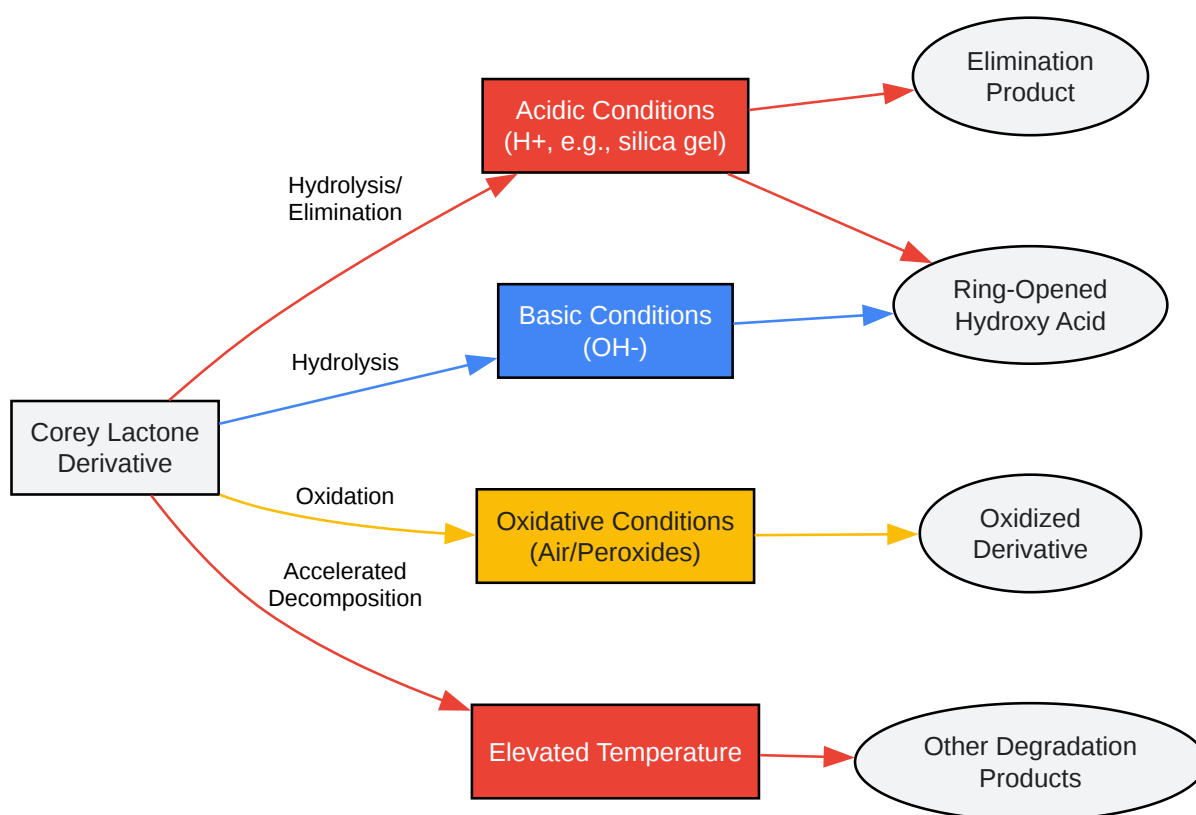 Elimination
Product
Acidic Conditions
(H+, e.g., silica gel)
Hydrolysis/
Elimination
Ring-Opened
Hydroxy Acid
Basic Conditions
(OH-)
Hydrolysis
Corey Lactone
Derivative
Oxidation
Oxidative Conditions
(Air/Peroxides)
Oxidized
Derivative
Accelerated
Decomposition
Elevated Temperature
Other Degradation
Products